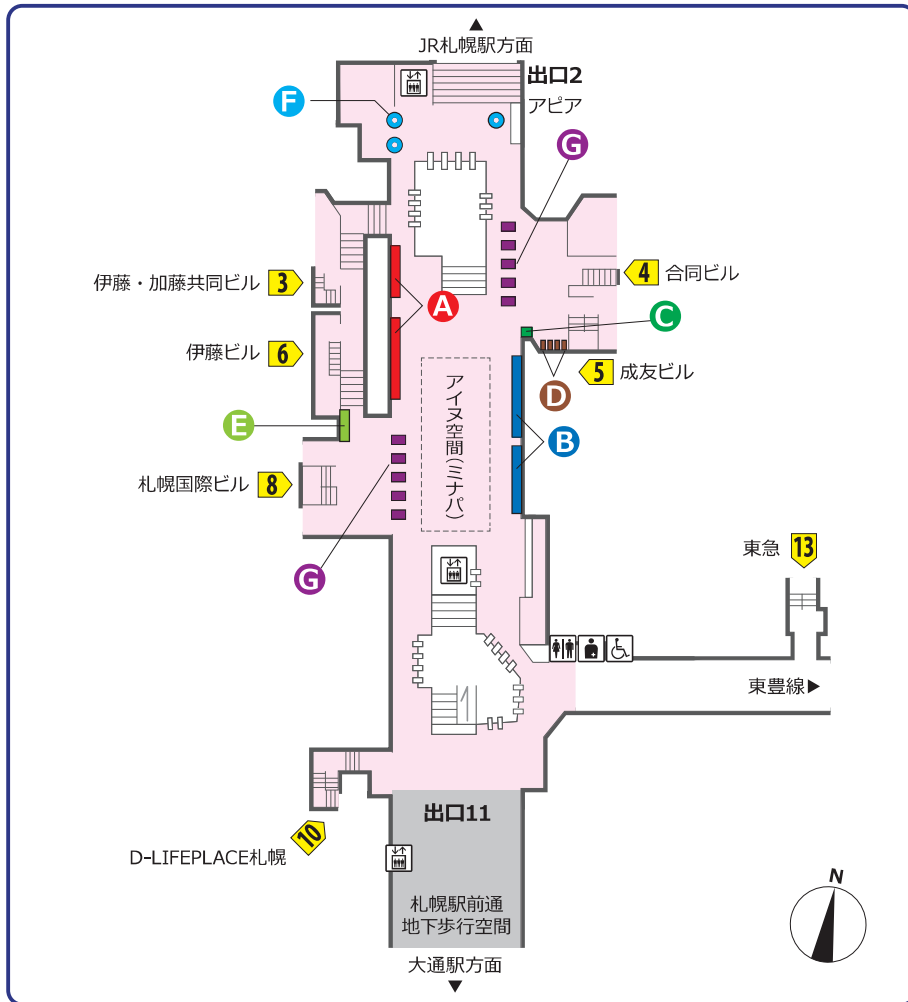 ▲
JR札幌駅方面
出口2
アピア
F
G
伊藤・加藤共同ビル 3
4 合同ビル
A
C
伊藤ビル 6
5 成友ビル
D
E
B
アイヌ空間(ミナパ)
札幌国際ビル 8
G
東急 13
東豊線▶
出口11
10
D-LIFEPLACE札幌
札幌駅前通
地下歩行空間
大通駅方面
▼
N